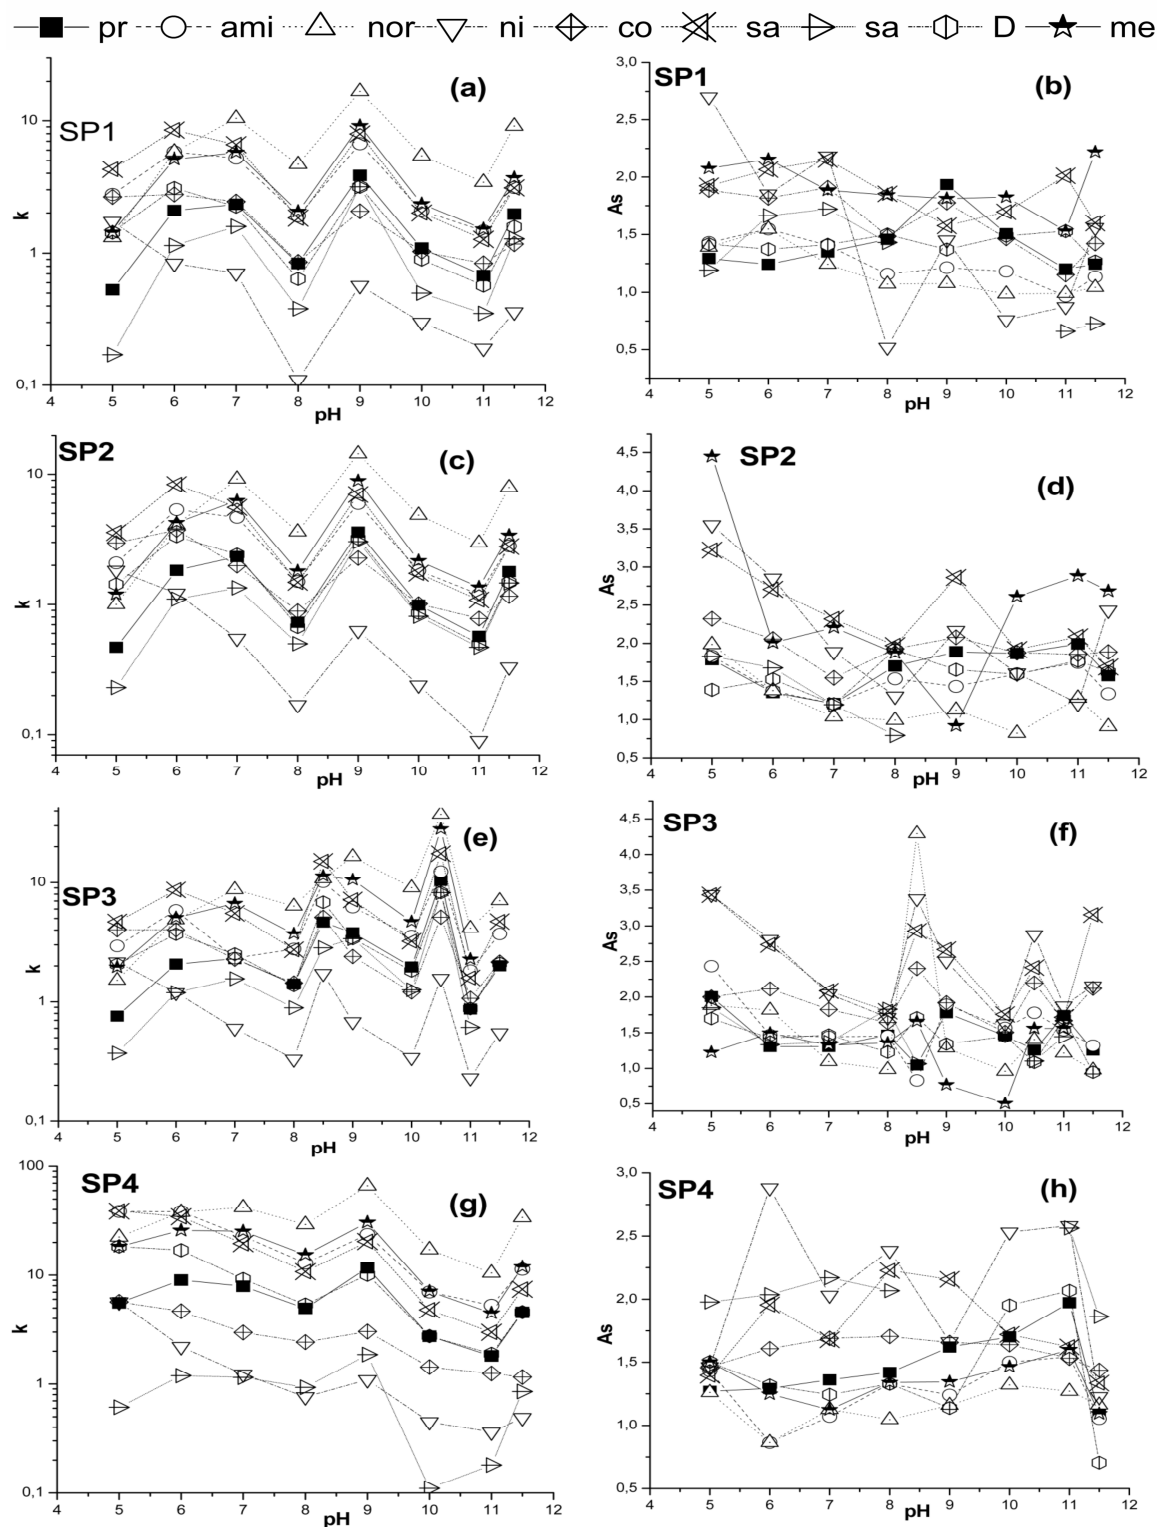 pr ami nor ni co sa sa D me
SP1 (a)
10
1
0,1
k
4 5 6 7 8 9 10 11 12
pH
SP1 (b)
3,0
2,5
2,0
1,5
1,0
0,5
As
4 5 6 7 8 9 10 11 12
pH
SP2 (c)
10
1
0,1
k
4 5 6 7 8 9 10 11 12
pH
SP2 (d)
4,5
4,0
3,5
3,0
2,5
2,0
1,5
1,0
0,5
As
4 5 6 7 8 9 10 11 12
pH
SP3 (e)
10
1
0,1
k
4 5 6 7 8 9 10 11 12
pH
SP3 (f)
4,5
4,0
3,5
3,0
2,5
2,0
1,5
1,0
0,5
As
4 5 6 7 8 9 10 11 12
pH
SP4 (g)
100
10
1
0,1
k
4 5 6 7 8 9 10 11 12
pH
SP4 (h)
3,0
2,5
2,0
1,5
1,0
0,5
As
4 5 6 7 8 9 10 11 12
pH